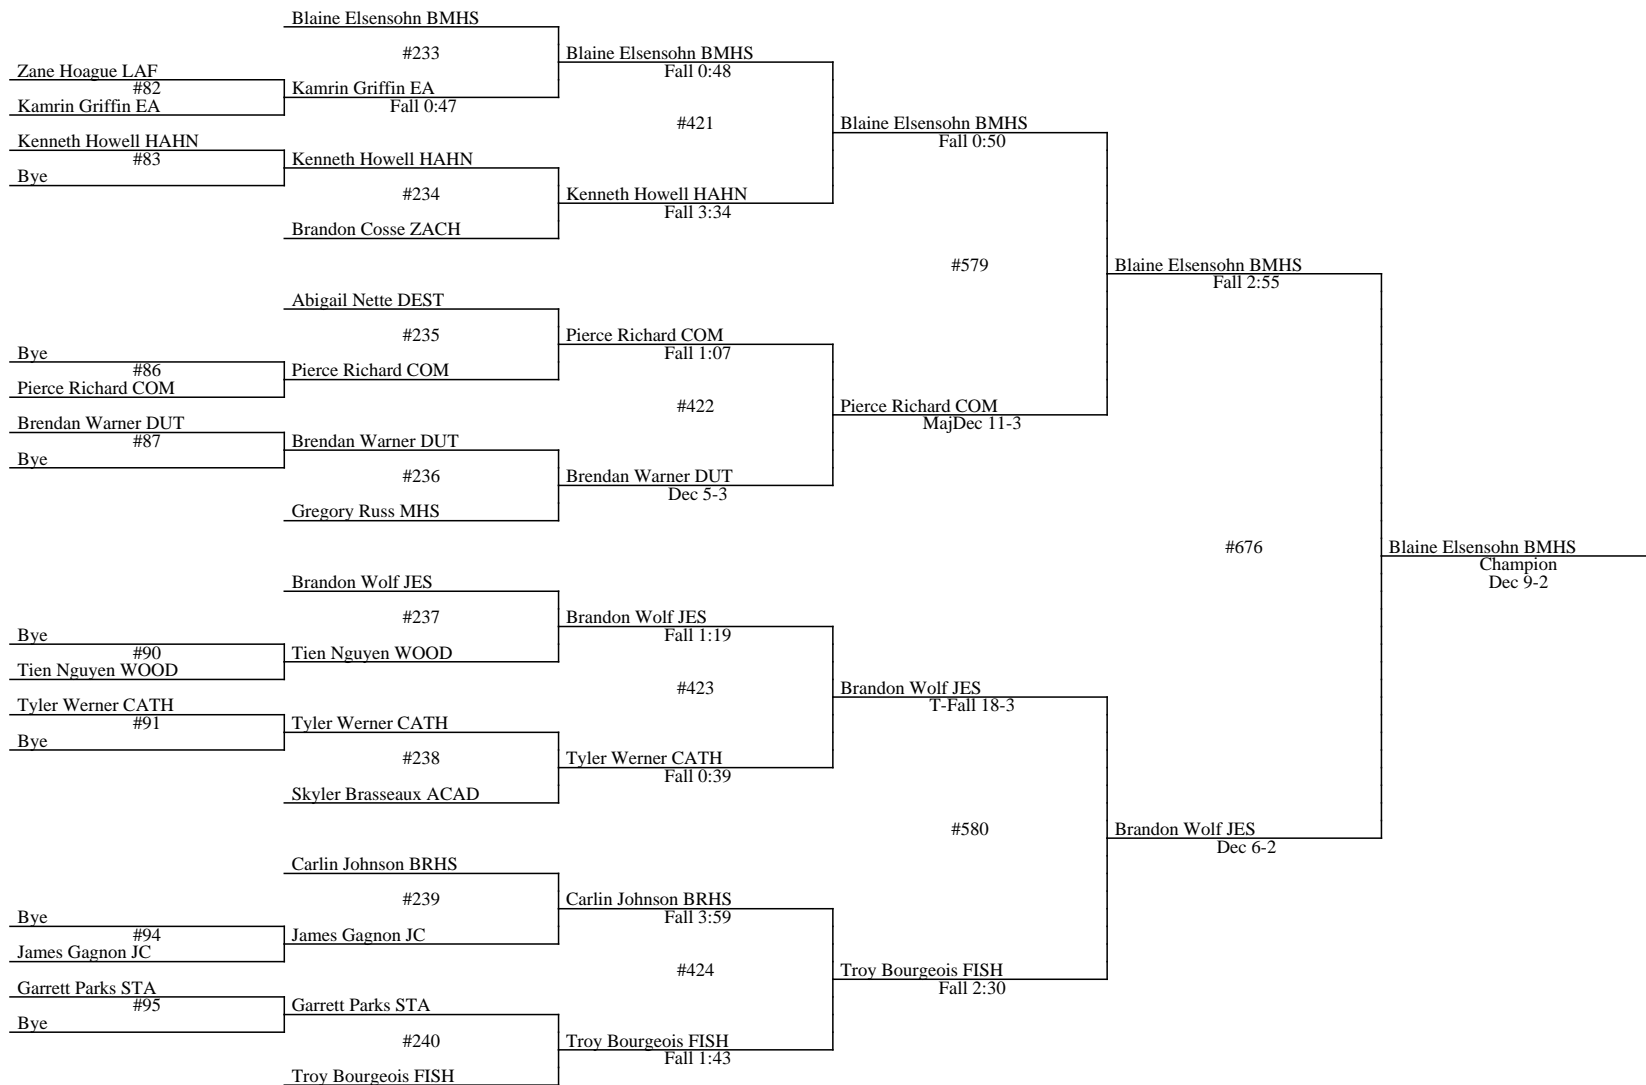 Blaine Elsensohn BMHS
#233
Blaine Elsensohn BMHS
Fall 0:48
Zane Hoague LAF
#82
Kamrin Griffin EA
Kamrin Griffin EA
Fall 0:47
#421
Blaine Elsensohn BMHS
Fall 0:50
Kenneth Howell HAHN
#83
Bye
Kenneth Howell HAHN
#234
Kenneth Howell HAHN
Fall 3:34
Brandon Cosse ZACH
#579
Blaine Elsensohn BMHS
Fall 2:55
Abigail Nette DEST
#235
Pierce Richard COM
Fall 1:07
Bye
#86
Pierce Richard COM
Pierce Richard COM
#422
Pierce Richard COM
MajDec 11-3
Brendan Warner DUT
#87
Bye
Brendan Warner DUT
#236
Brendan Warner DUT
Dec 5-3
Gregory Russ MHS
#676
Blaine Elsensohn BMHS
Champion
Dec 9-2
Brandon Wolf JES
#237
Brandon Wolf JES
Fall 1:19
Bye
#90
Tien Nguyen WOOD
Tien Nguyen WOOD
#423
Brandon Wolf JES
T-Fall 18-3
Tyler Werner CATH
#91
Bye
Tyler Werner CATH
#238
Tyler Werner CATH
Fall 0:39
Skyler Brasseaux ACAD
#580
Brandon Wolf JES
Dec 6-2
Carlin Johnson BRHS
#239
Carlin Johnson BRHS
Fall 3:59
Bye
#94
James Gagnon JC
James Gagnon JC
#424
Troy Bourgeois FISH
Fall 2:30
Garrett Parks STA
#95
Bye
Garrett Parks STA
#240
Troy Bourgeois FISH
Fall 1:43
Troy Bourgeois FISH